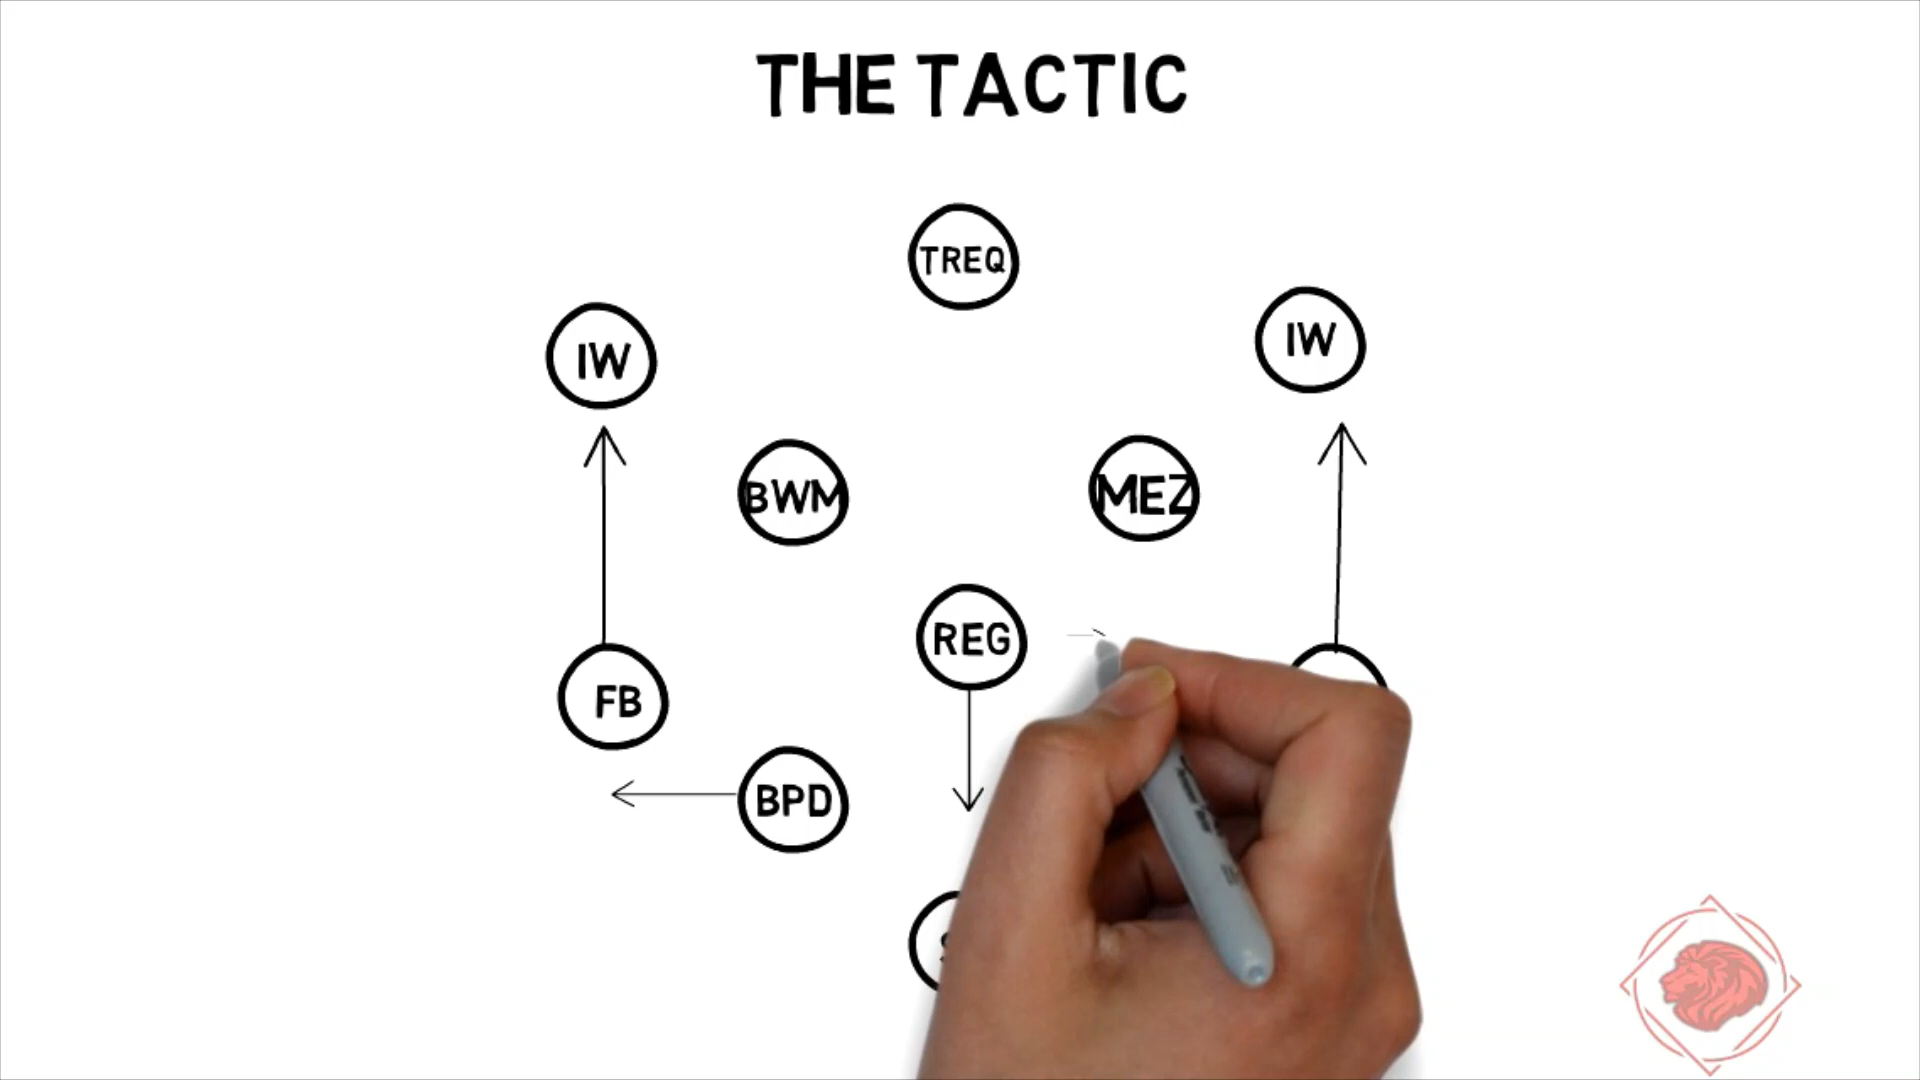 THE TACTIC
TREQ
IW
IW
BWM
MEZ
REG
FB
BPD